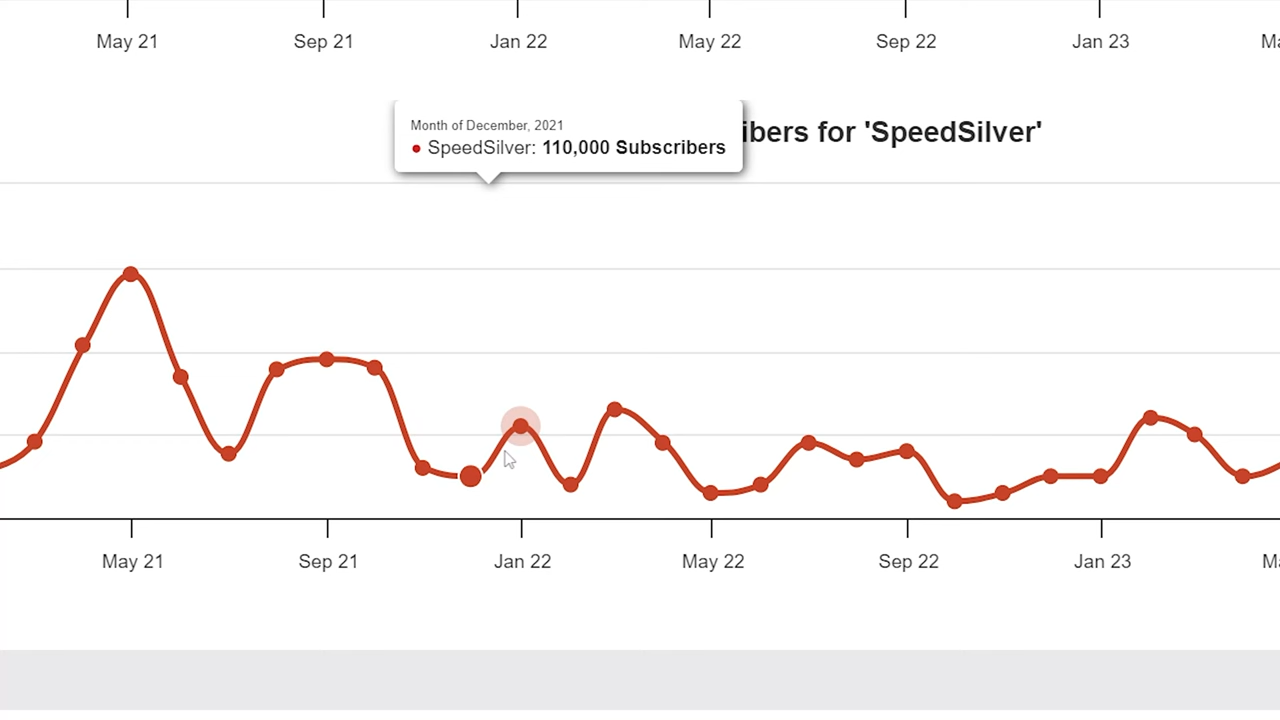 May 21 Sep 21 Jan 22 May 22 Sep 22 Jan 23
Month of December, 2021
SpeedSilver: 110,000 Subscribers
for 'SpeedSilver'
May 21 Sep 21 Jan 22 May 22 Sep 22 Jan 23